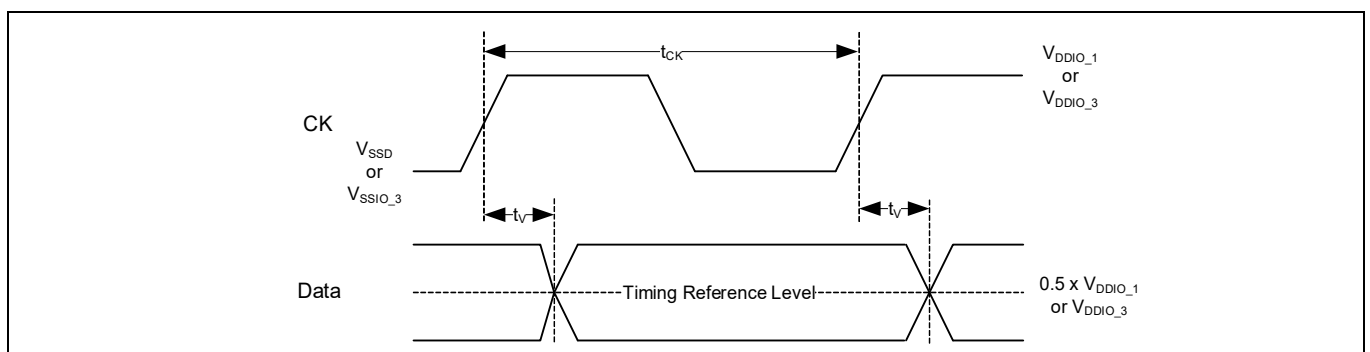 tCK
VDDIO_1
or
VDDIO_3
CK
VSSD
or
VSSIO_3
tV
tV
Data
Timing Reference Level
0.5 x VDDIO_1
or VDDIO_3